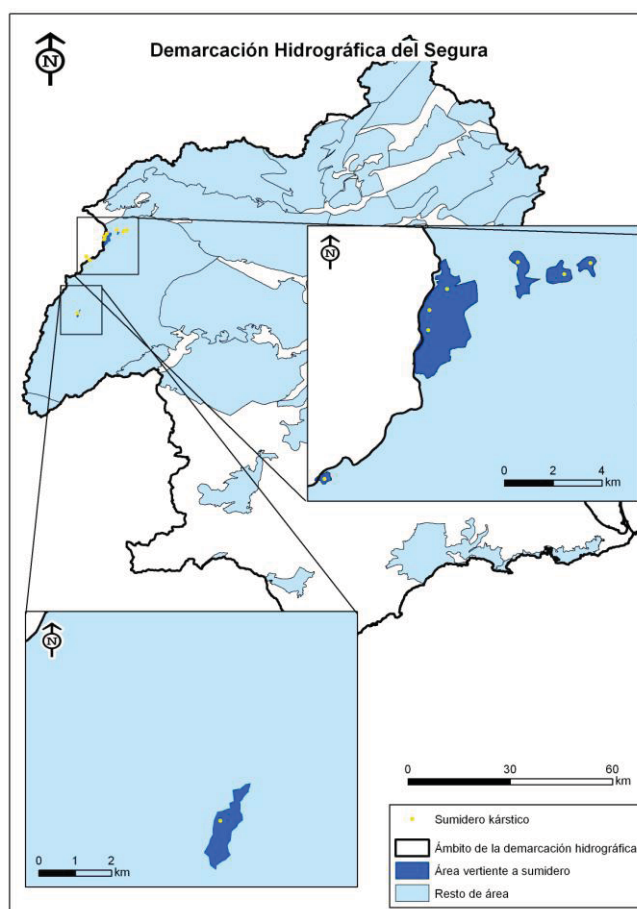 Demarcación Hidrográfica del Segura
N
N
0 2 4
km
N
0 1 2
km
0 30 60
km
Sumidero kárstico
Ámbito de la demarcación hidrográfica
Área vertiente a sumidero
Resto de área